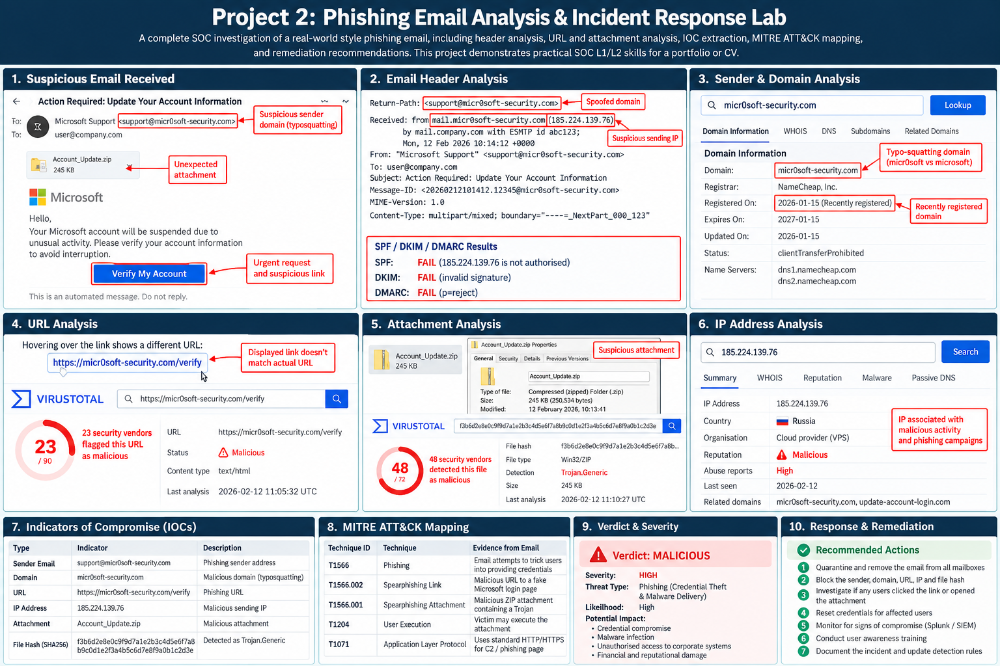 Project 2: Phishing Email Analysis & Incident Response Lab
A complete SOC investigation of a real-world style phishing email, including header analysis, URL and attachment analysis, IOC extraction, MITRE ATT&CK mapping,
and remediation recommendations. This project demonstrates practical SOC L1/L2 skills for a portfolio or CV.
1. Suspicious Email Received
Action Required: Update Your Account Information
To: Microsoft Support <support@micr0soft-security.com>
To: user@company.com
Suspicious sender
domain (typosquatting)
Account_Update.zip
245 KB
Unexpected
attachment
Microsoft
Hello,
Your Microsoft account will be suspended due to
unusual activity. Please verify your account information
to avoid interruption.
Verify My Account
Urgent request
and suspicious link
This is an automated message. Do not reply.
2. Email Header Analysis
Return-Path: <support@micr0soft-security.com>
Spoofed domain
Received: from mail.micr0soft-security.com (185.224.139.76)
by mail.company.com with ESMTP id abc123;
Mon, 12 Feb 2026 10:14:12 +0000
Suspicious sending IP
From: "Microsoft Support" <support@micr0soft-security.com>
To: user@company.com
Subject: Action Required: Update Your Account Information
Message-ID: <20260212101412.12345@micr0soft-security.com>
MIME-Version: 1.0
Content-Type: multipart/mixed; boundary="----=_NextPart_000_123"
SPF / DKIM / DMARC Results
SPF: FAIL (185.224.139.76 is not authorised)
DKIM: FAIL (invalid signature)
DMARC: FAIL (p=reject)
3. Sender & Domain Analysis
micr0soft-security.com
Lookup
Domain Information WHOIS DNS Subdomains Related Domains
Domain Information
Domain: micr0soft-security.com
Typo-squatting domain
(micr0soft vs microsoft)
Registrar: NameCheap, Inc.
Registered On: 2026-01-15 (Recently registered)
Recently registered
domain
Expires On: 2027-01-15
Updated On: 2026-01-15
Status: clientTransferProhibited
Name Servers: dns1.namecheap.com
dns2.namecheap.com
4. URL Analysis
Hovering over the link shows a different URL:
https://micr0soft-security.com/verify
Displayed link doesn't
match actual URL
VIRUSTOTAL
https://micr0soft-security.com/verify
23
/ 90
23 security vendors
flagged this URL
as malicious
URL https://micr0soft-security.com/verify
Status Malicious
Content type text/html
Last analysis 2026-02-12 11:05:32 UTC
5. Attachment Analysis
Account_Update.zip
245 KB
Account_Update.zip Properties
Suspicious attachment
General Security Details Previous Versions
Account_Update.zip
Type of file: Compressed (zipped) Folder (.zip)
Size: 245 KB (250,534 bytes)
Modified: 12 February 2026, 10:13:41
VIRUSTOTAL
f3b6d2e8e0c9f9d7a1e2b3c4d5e6f7a8b9c0d1e2f3a4b5c6d7e8f9a0b1c2d3e
48
/ 72
48 security vendors
detected this file
as malicious
File hash f3b6d2e8e0c9f9d7a1e2b3c4d5e6f7a8b...
File type Win32/ZIP
Detection Trojan.Generic
Size 245 KB
Last analysis 2026-02-12 11:10:27 UTC
6. IP Address Analysis
185.224.139.76
Search
Summary WHOIS Reputation Malware Passive DNS
IP Address 185.224.139.76
Country Russia
Organisation Cloud provider (VPS)
Reputation Malicious
Abuse reports High
Last seen 2026-02-12
Related domains micr0soft-security.com, update-account-login.com
IP associated with
malicious activity
and phishing campaigns
7. Indicators of Compromise (IOCs)
Type Indicator Description
Sender Email support@micr0soft-security.com Phishing sender address
Domain micr0soft-security.com Malicious domain (typosquatting)
URL https://micr0soft-security.com/verify Phishing URL
IP Address 185.224.139.76 Malicious sending IP
Attachment Account_Update.zip Malicious attachment
File Hash (SHA256) f3b6d2e8e0c9f9d7a1e2b3c4d5e6f7a8 Detected as Trojan.Generic
b9c0d1e2f3a4b5c6d7e8f9a0b1c2d3e
8. MITRE ATT&CK Mapping
Technique ID Technique Evidence from Email
T1566 Phishing Email attempts to trick users
into providing credentials
T1566.002 Spearphishing Link Malicious URL to a fake
Microsoft login page
T1566.001 Spearphishing Attachment Malicious ZIP attachment
containing a Trojan
T1204 User Execution Victim may execute the
attachment
T1071 Application Layer Protocol Uses standard HTTP/HTTPS
for C2 / phishing page
9. Verdict & Severity
Verdict: MALICIOUS
Severity: HIGH
Threat Type: Phishing (Credential Theft
& Malware Delivery)
Likelihood: High
Potential Impact:
• Credential compromise
• Malware infection
• Unauthorised access to corporate systems
• Financial and reputational damage
10. Response & Remediation
Recommended Actions
1 Quarantine and remove the email from all mailboxes
2 Block the sender, domain, URL, IP and file hash
3 Investigate if any users clicked the link or opened
the attachment
4 Reset credentials for affected users
5 Monitor for signs of compromise (Splunk / SIEM)
6 Conduct user awareness training
7 Document the incident and update detection rules